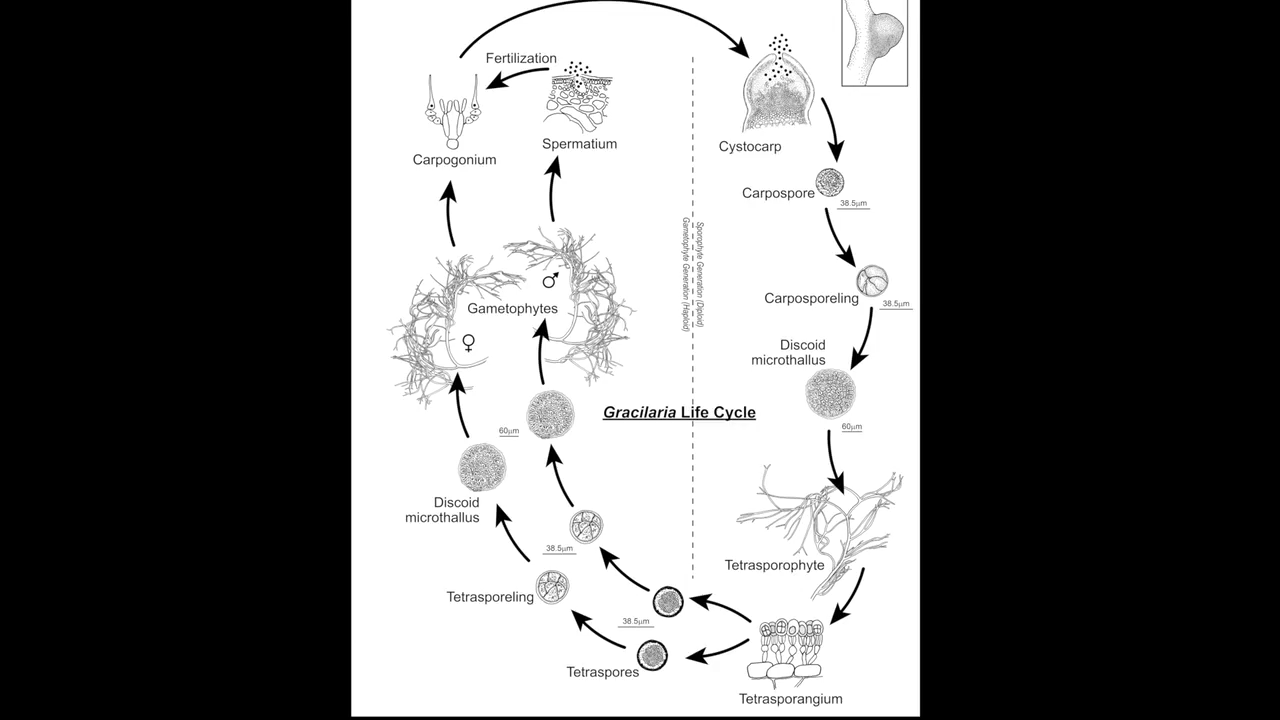 Fertilization
Carpogonium
Spermatium
Cystocarp
Carpospore
38.5µm
Carposporeling
38.5µm
Discoid
microthallus
60µm
Sporophyte Generation (Diploid)
Gametophyte Generation (Haploid)
Gametophytes
♂
♀
Gracilaria Life Cycle
60µm
Discoid
microthallus
38.5µm
Tetrasporeling
38.5µm
Tetraspores
Tetrasporophyte
Tetrasporangium